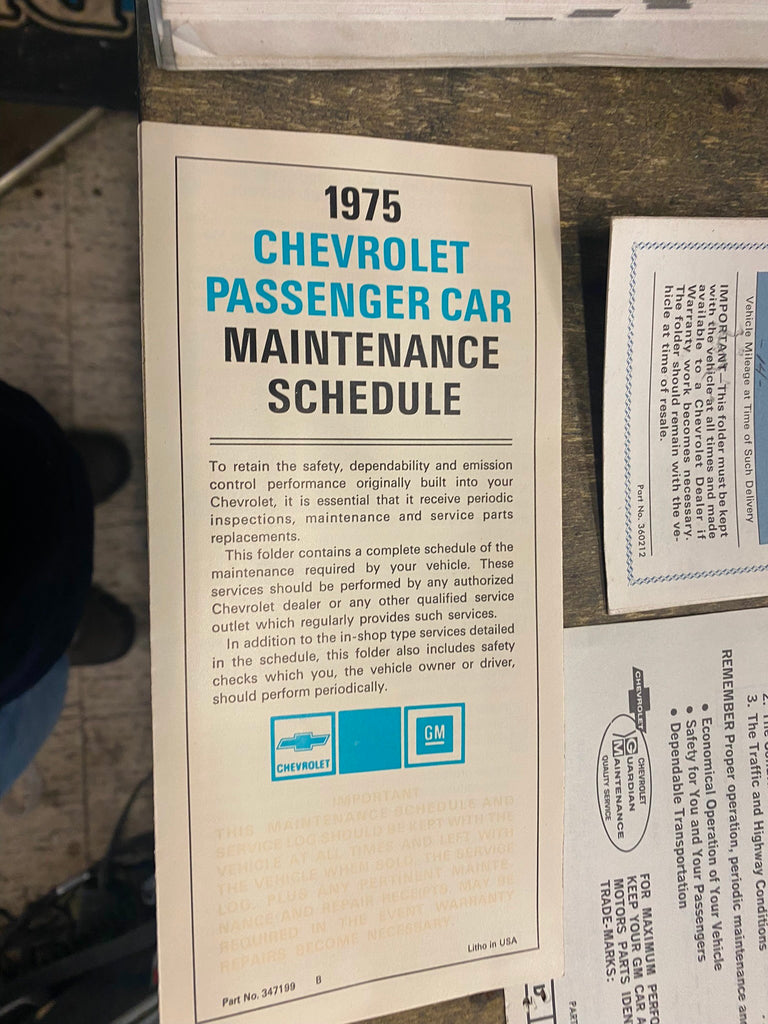 1975
CHEVROLET
PASSENGER CAR
MAINTENANCE
SCHEDULE
To retain the safety, dependability and emission
control performance originally built into your
Chevrolet, it is essential that it receive periodic
inspections, maintenance and service parts
replacements.
This folder contains a complete schedule of the
maintenance required by your vehicle. These
services should be performed by any authorized
Chevrolet dealer or any other qualified service
outlet which regularly provides such services.
In addition to the in-shop type services detailed
in the schedule, this folder also includes safety
checks which you, the vehicle owner or driver,
should perform periodically.
CHEVROLET
GM
IMPORTANT
THIS MAINTENANCE SCHEDULE AND
SERVICE LOG SHOULD BE KEPT WITH THE
VEHICLE AT ALL TIMES AND LEFT WITH
THE VEHICLE WHEN SOLD. THE SERVICE
LOG, PLUS ANY PERTINENT MAINTE-
NANCE AND REPAIR RECEIPTS, MAY BE
REQUIRED IN THE EVENT WARRANTY
REPAIRS BECOME NECESSARY.
Litho in USA
Part No. 347199 B
Vehicle Mileage at Time of Such Delivery
IMPORTANT—This folder must be kept
with the vehicle at all times and made
available to a Chevrolet Dealer if
Warranty work becomes necessary.
The folder should remain with the ve-
hicle at time of resale.
Part No. 360212
3. The Traffic and Highway Conditions
REMEMBER Proper operation, periodic maintenance and
• Economical Operation of Your Vehicle
• Safety for You and Your Passengers
• Dependable Transportation
CHEVROLET
CHEVROLET
GUARDIAN
MAINTENANCE
QUALITY SERVICE
FOR MAXIMUM PERFO
KEEP YOUR GM CAR A
MOTORS PARTS IDEN
TRADE-MARKS:
PART